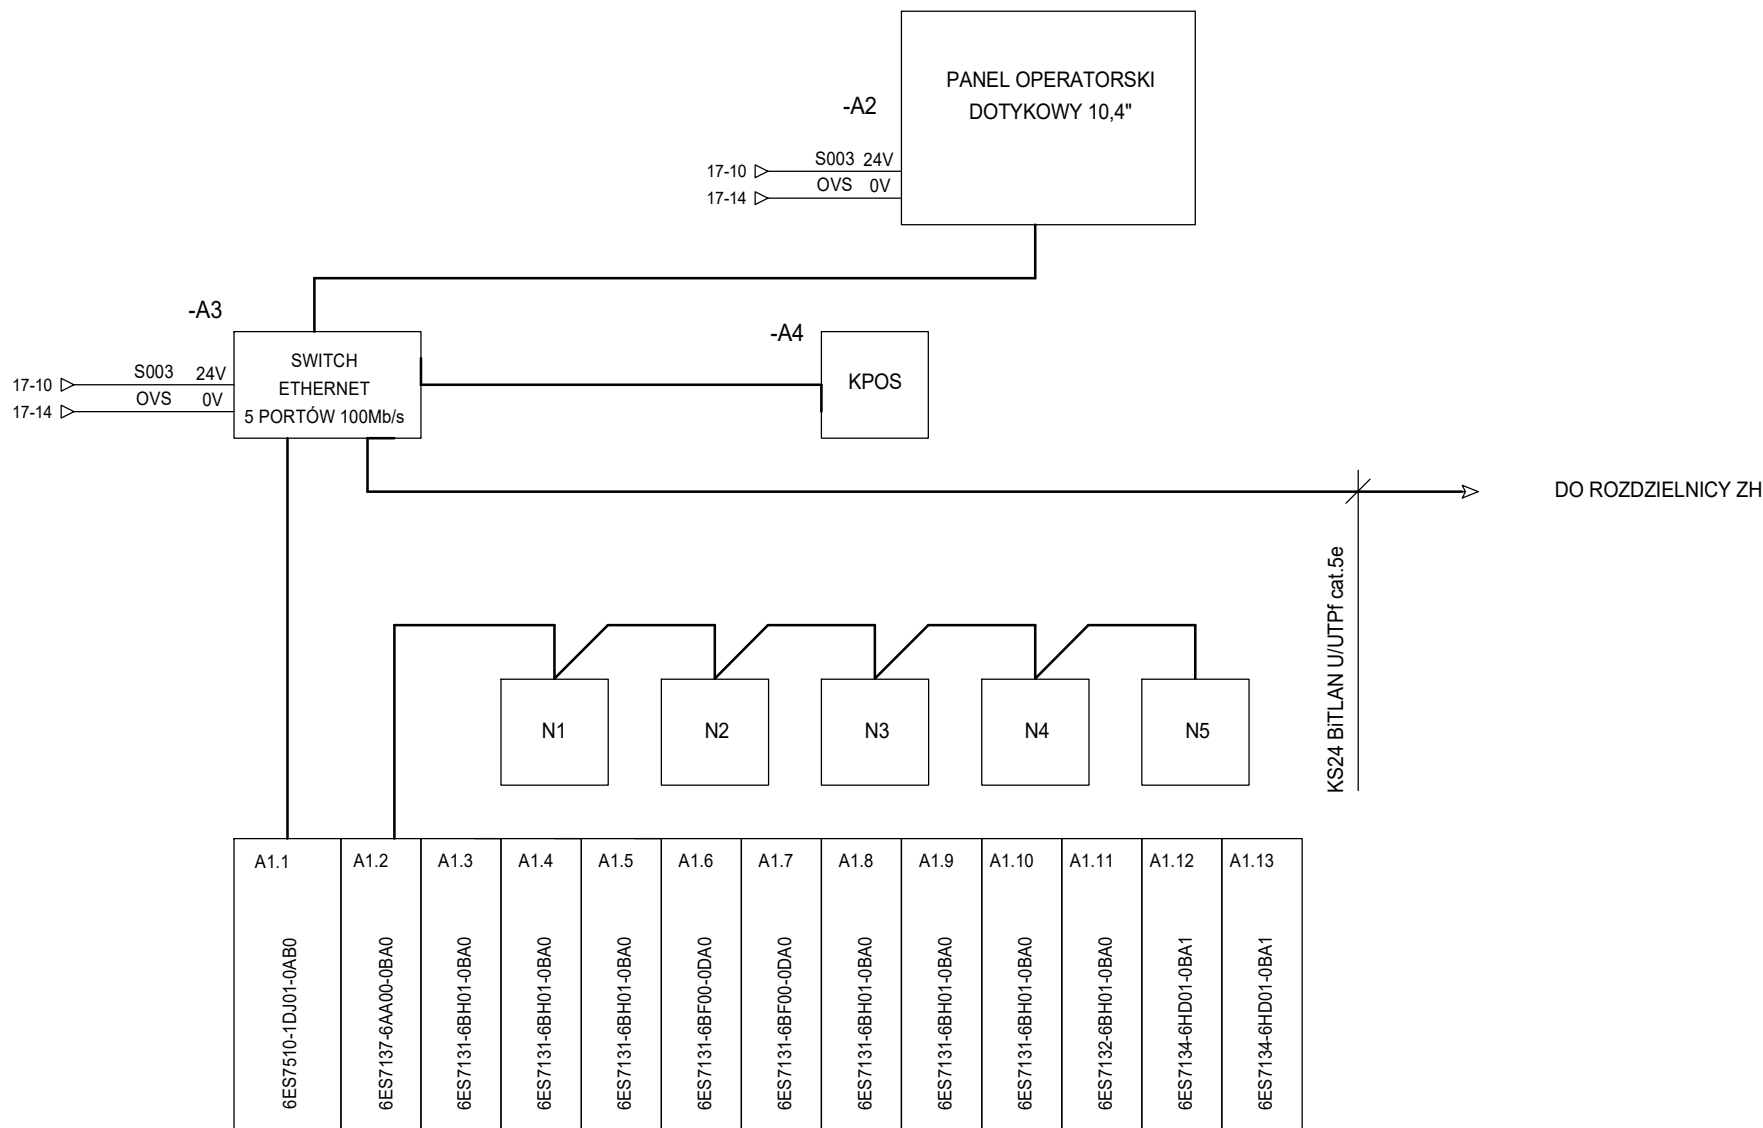 PANEL OPERATORSKI
DOTYKOWY 10,4"
-A2
17-10
S003 24V
17-14
OVS 0V
-A3
SWITCH
ETHERNET
5 PORTÓW 100Mb/s
17-10
S003 24V
17-14
OVS 0V
-A4
KPOS
DO ROZDZIELNICY ZH
KS24 BiTLAN U/UTPf cat.5e
N1
N2
N3
N4
N5
A1.1
A1.2
A1.3
A1.4
A1.5
A1.6
A1.7
A1.8
A1.9
A1.10
A1.11
A1.12
A1.13
6ES7510-1DJ01-0AB0
6ES7137-6AA00-0BA0
6ES7131-6BH01-0BA0
6ES7131-6BH01-0BA0
6ES7131-6BH01-0BA0
6ES7131-6BF00-0DA0
6ES7131-6BF00-0DA0
6ES7131-6BH01-0BA0
6ES7131-6BH01-0BA0
6ES7131-6BH01-0BA0
6ES7132-6BH01-0BA0
6ES7134-6HD01-0BA1
6ES7134-6HD01-0BA1